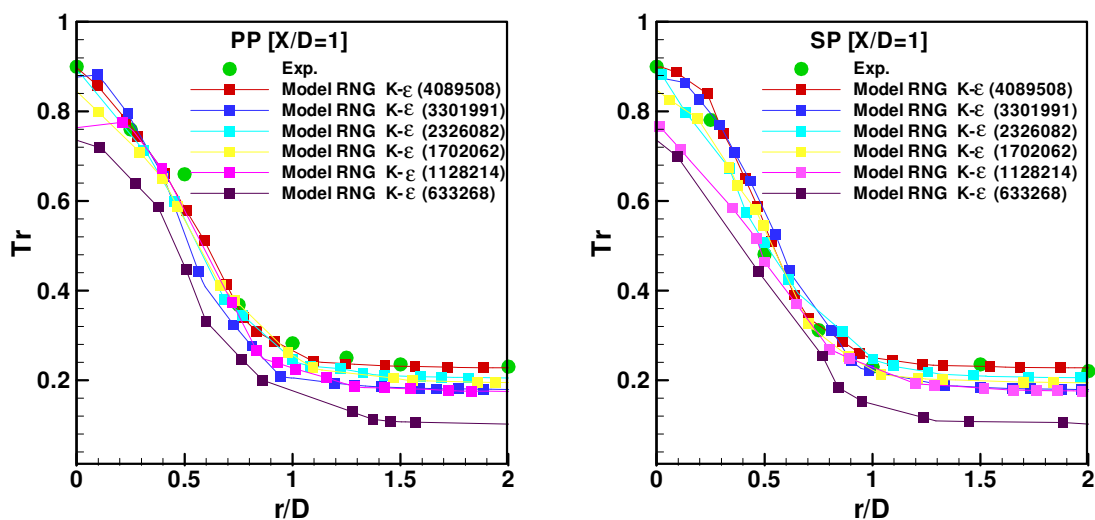 PP [X/D=1]
Exp.
Model RNG K-ε (4089508)
Model RNG K-ε (3301991)
Model RNG K-ε (2326082)
Model RNG K-ε (1702062)
Model RNG K-ε (1128214)
Model RNG K-ε (633268)
1
0.8
0.6
0.4
0.2
Tr
0 0.5 1 1.5 2
r/D
SP [X/D=1]
Exp.
Model RNG K-ε (4089508)
Model RNG K-ε (3301991)
Model RNG K-ε (2326082)
Model RNG K-ε (1702062)
Model RNG K-ε (1128214)
Model RNG K-ε (633268)
1
0.8
0.6
0.4
0.2
Tr
0 0.5 1 1.5 2
r/D